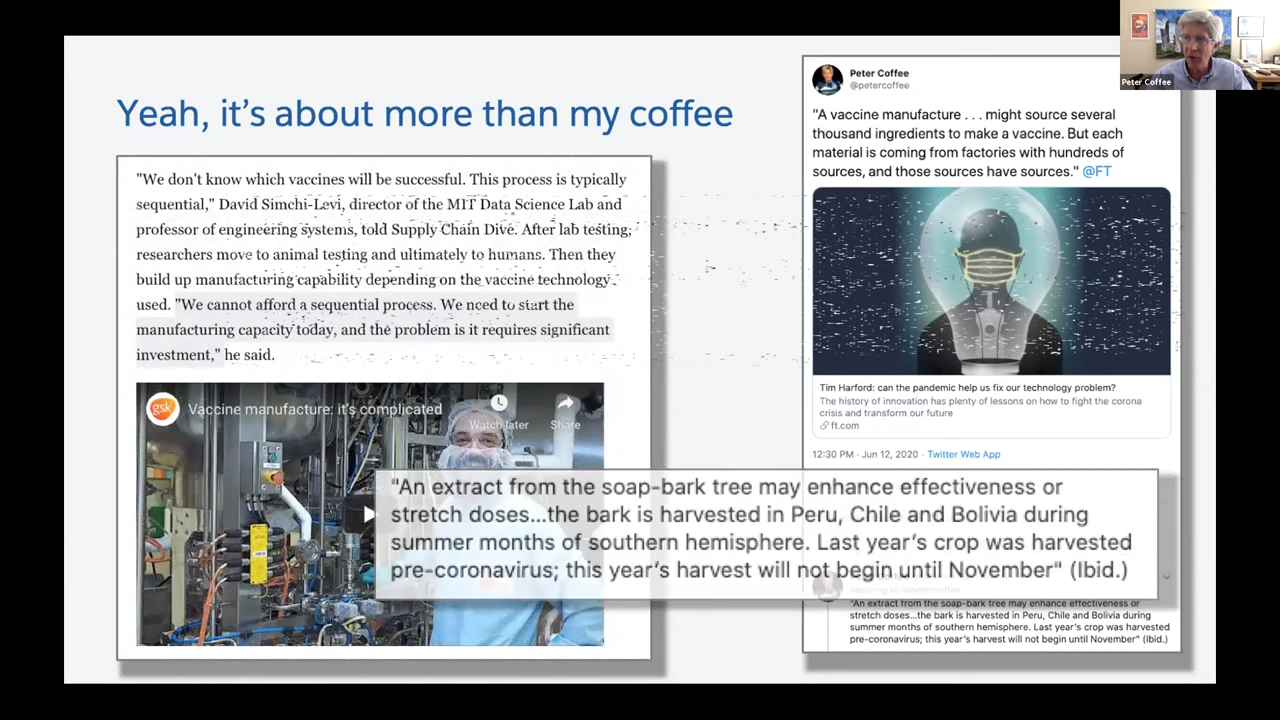 Yeah, it's about more than my coffee
"We don't know which vaccines will be successful. This process is typically
sequential," David Simchi-Levi, director of the MIT Data Science Lab and
professor of engineering systems, told Supply Chain Dive. After lab testing;
researchers move to animal testing and ultimately to humans. Then they
build up manufacturing capability depending on the vaccine technology
used. "We cannot afford a sequential process. We need to start the
manufacturing capacity today, and the problem is it requires significant
investment," he said.
gsk
Vaccine manufacture: it's complicated
Watch later
Share
Peter Coffee
@petercoffee
"A vaccine manufacture . . . might source several
thousand ingredients to make a vaccine. But each
material is coming from factories with hundreds of
sources, and those sources have sources." @FT
Tim Harford: can the pandemic help us fix our technology problem?
The history of innovation has plenty of lessons on how to fight the corona
crisis and transform our future
ft.com
12:30 PM · Jun 12, 2020 · Twitter Web App
"An extract from the soap-bark tree may enhance effectiveness or
stretch doses...the bark is harvested in Peru, Chile and Bolivia during
summer months of southern hemisphere. Last year's crop was harvested
pre-coronavirus; this year's harvest will not begin until November" (Ibid.)
"An extract from the soap-bark tree may enhance effectiveness or
stretch doses...the bark is harvested in Peru, Chile and Bolivia during
summer months of southern hemisphere. Last year's crop was harvested
pre-coronavirus; this year's harvest will not begin until November" (Ibid.)
Peter Coffee